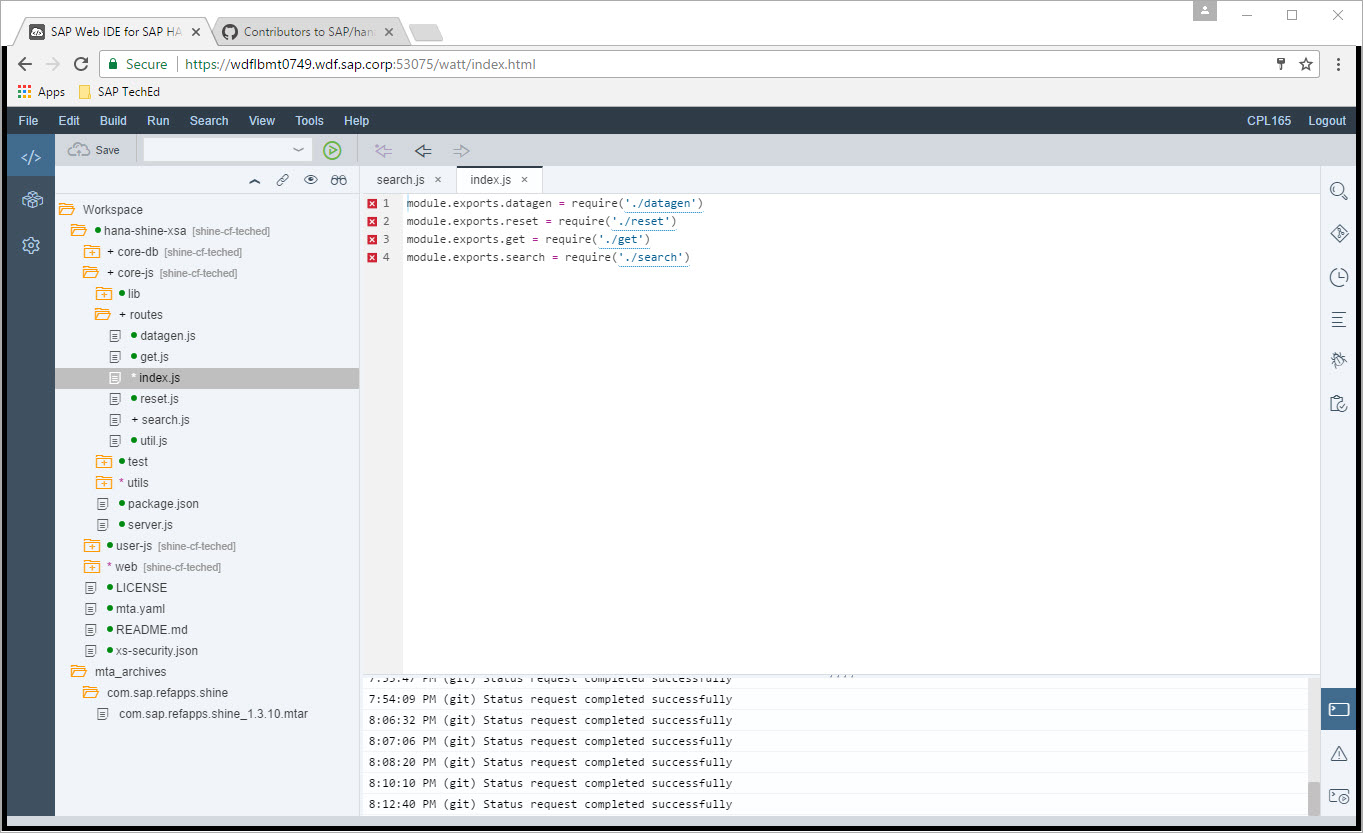 SAP Web IDE for SAP HA
Contributors to SAP/han
Secure
https://wdflbmt0749.wdf.sap.corp:53075/watt/index.html
Apps SAP TechEd
File Edit Build Run Search View Tools Help CPL165 Logout
</> Save
search.js × index.js ×
Workspace
hana-shine-xsa [shine-cf-teched]
+ core-db [shine-cf-teched]
+ core-js [shine-cf-teched]
lib
+ routes
datagen.js
get.js
* index.js
reset.js
+ search.js
util.js
test
* utils
package.json
server.js
user-js [shine-cf-teched]
* web [shine-cf-teched]
LICENSE
mta.yaml
README.md
xs-security.json
mta_archives
com.sap.refapps.shine
com.sap.refapps.shine_1.3.10.mtar
1 module.exports.datagen = require('./datagen')
2 module.exports.reset = require('./reset')
3 module.exports.get = require('./get')
4 module.exports.search = require('./search')
7:53:47 PM (git) Status request completed successfully
7:54:09 PM (git) Status request completed successfully
8:06:32 PM (git) Status request completed successfully
8:07:06 PM (git) Status request completed successfully
8:08:20 PM (git) Status request completed successfully
8:10:10 PM (git) Status request completed successfully
8:12:40 PM (git) Status request completed successfully